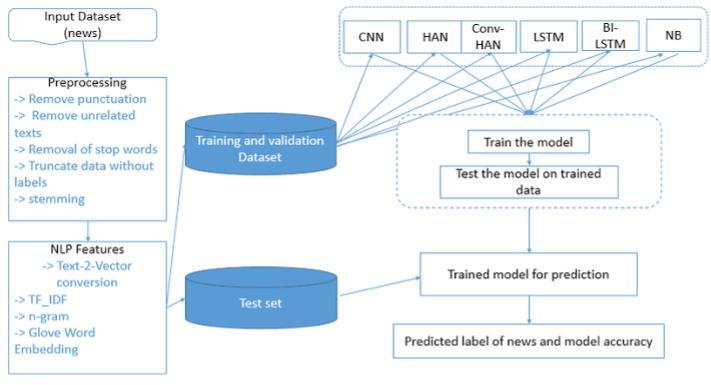 Input Dataset
(news)
Preprocessing
-> Remove punctuation
-> Remove unrelated
texts
-> Removal of stop words
-> Truncate data without
labels
-> stemming
NLP Features
-> Text-2-Vector
conversion
-> TF_IDF
-> n-gram
-> Glove Word
Embedding
Training and validation
Dataset
Test set
CNN
HAN
Conv-
HAN
LSTM
BI-
LSTM
NB
Train the model
Test the model on trained
data
Trained model for prediction
Predicted label of news and model accuracy